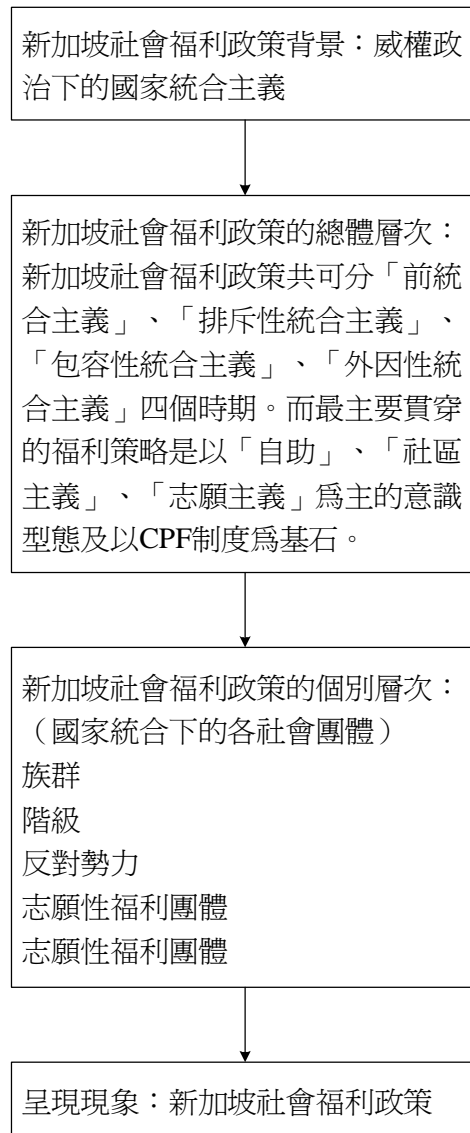 新加坡社會福利政策背景：威權政
治下的國家統合主義
新加坡社會福利政策的總體層次：
新加坡社會福利政策共可分「前統
合主義」、「排斥性統合主義」、
「包容性統合主義」、「外因性統
合主義」四個時期。而最主要貫穿
的福利策略是以「自助」、「社區
主義」、「志願主義」爲主的意識
型態及以CPF制度爲基石。
新加坡社會福利政策的個別層次：
（國家統合下的各社會團體）
族群
階級
反對勢力
志願性福利團體
志願性福利團體
呈現現象：新加坡社會福利政策